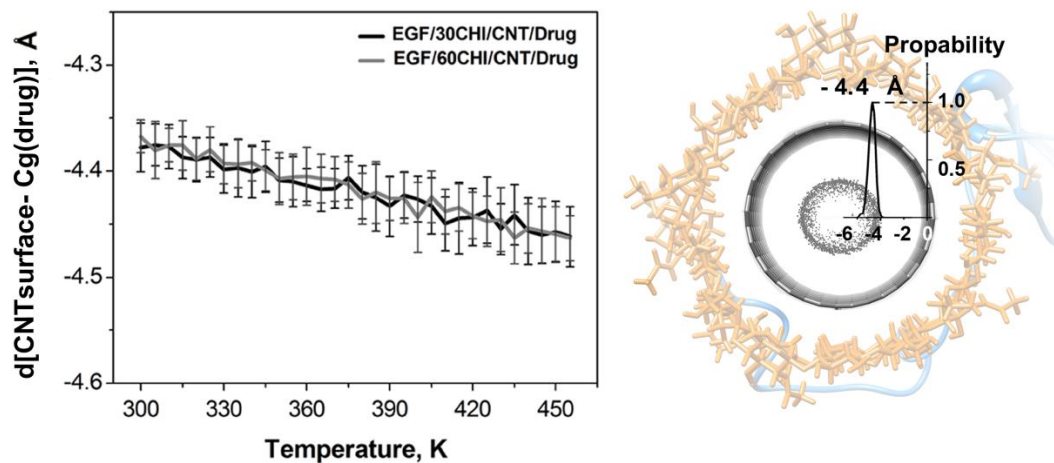 EGF/30CHI/CNT/Drug
EGF/60CHI/CNT/Drug
d[CNTsurface- Cg(drug)], Å
-4.3
-4.4
-4.5
-4.6
300 330 360 390 420 450
Temperature, K
Propability
- 4.4 Å
1.0
0.5
-6 -4 -2 0